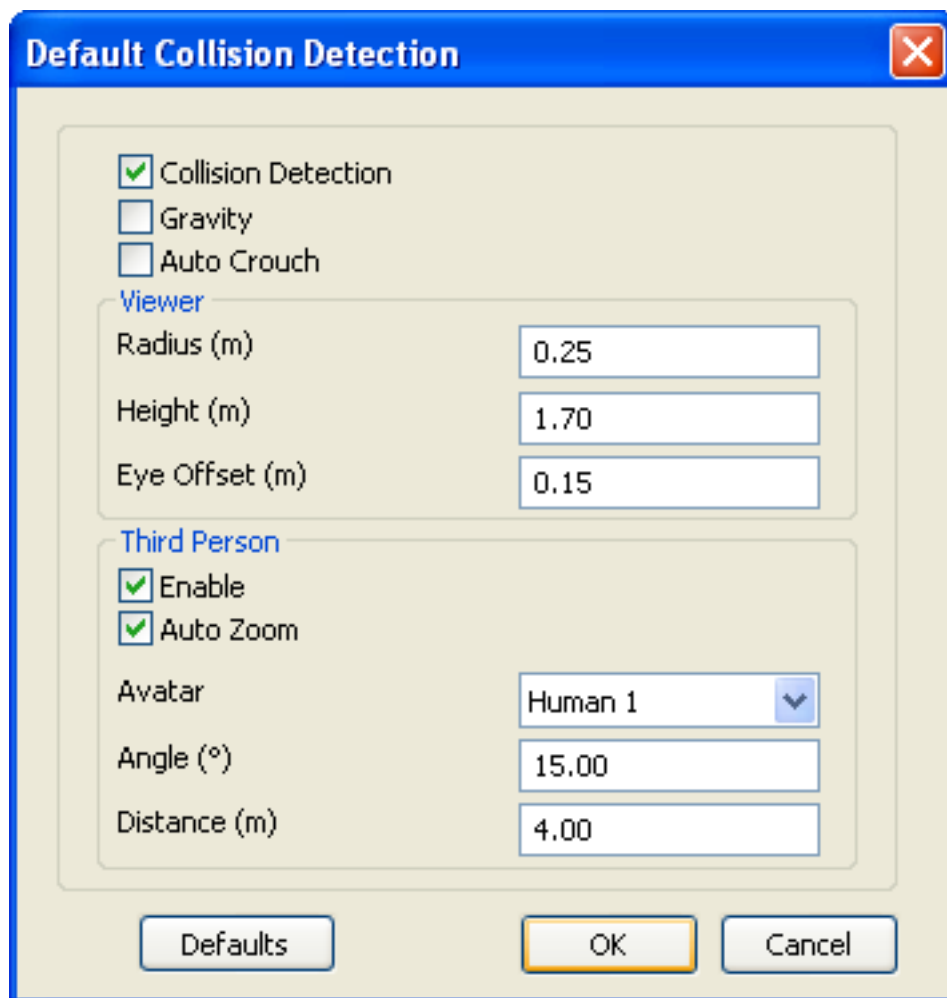 Default Collision Detection
Collision Detection
Gravity
Auto Crouch
Viewer
Radius (m) 0.25
Height (m) 1.70
Eye Offset (m) 0.15
Third Person
Enable
Auto Zoom
Avatar Human 1
Angle (°) 15.00
Distance (m) 4.00
Defaults OK Cancel